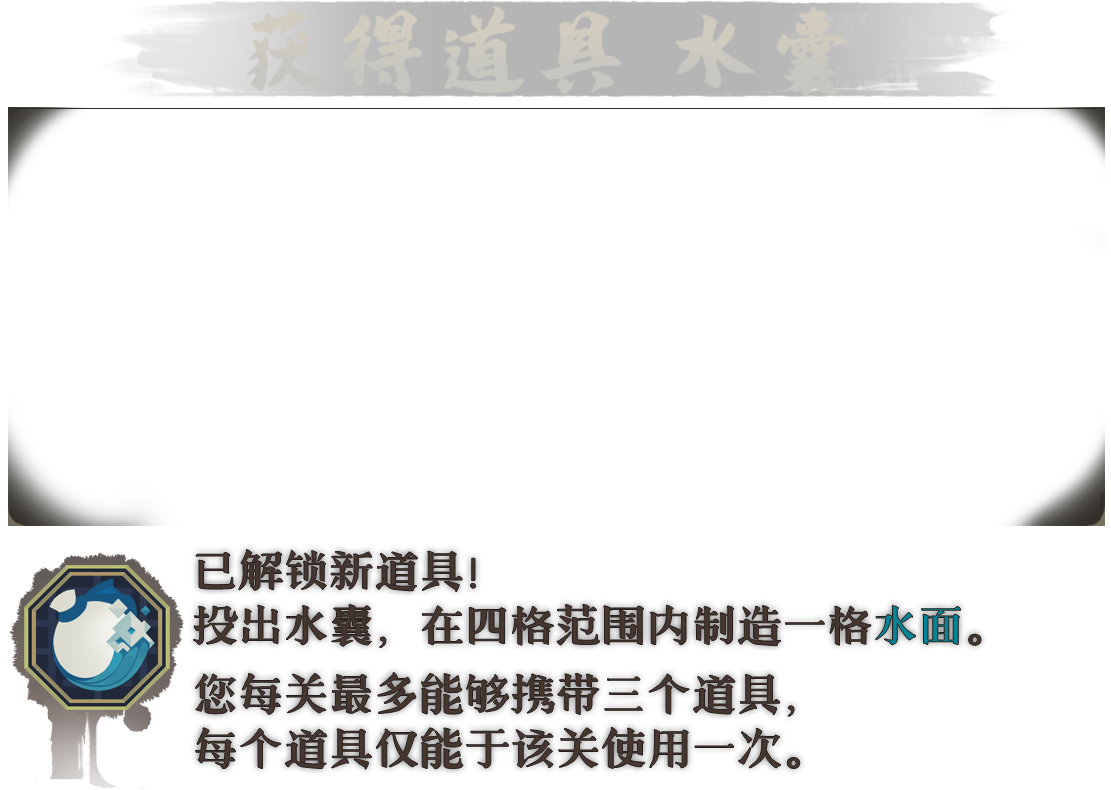 获得道具 水囊
已解锁新道具!
投出水囊，在四格范围内制造一格水面。
您每关最多能够携带三个道具，
每个道具仅能于该关使用一次。